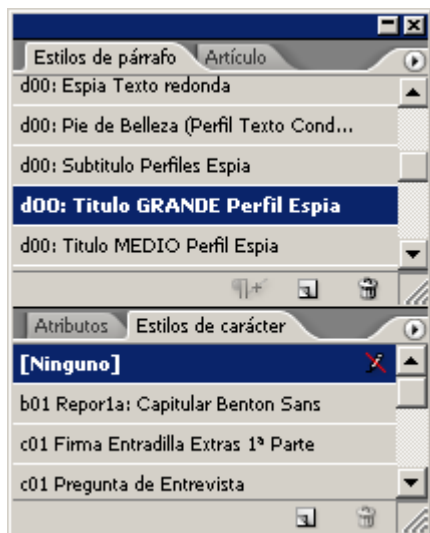 Estilos de párrafo Artículo
d00: Espia Texto redonda
d00: Pie de Belleza (Perfil Texto Cond...
d00: Subtitulo Perfiles Espia
d00: Titulo GRANDE Perfil Espia
d00: Titulo MEDIO Perfil Espia
Atributos Estilos de carácter
[Ninguno]
b01 Repor1a: Capitular Benton Sans
c01 Firma Entradilla Extras 1ª Parte
c01 Pregunta de Entrevista